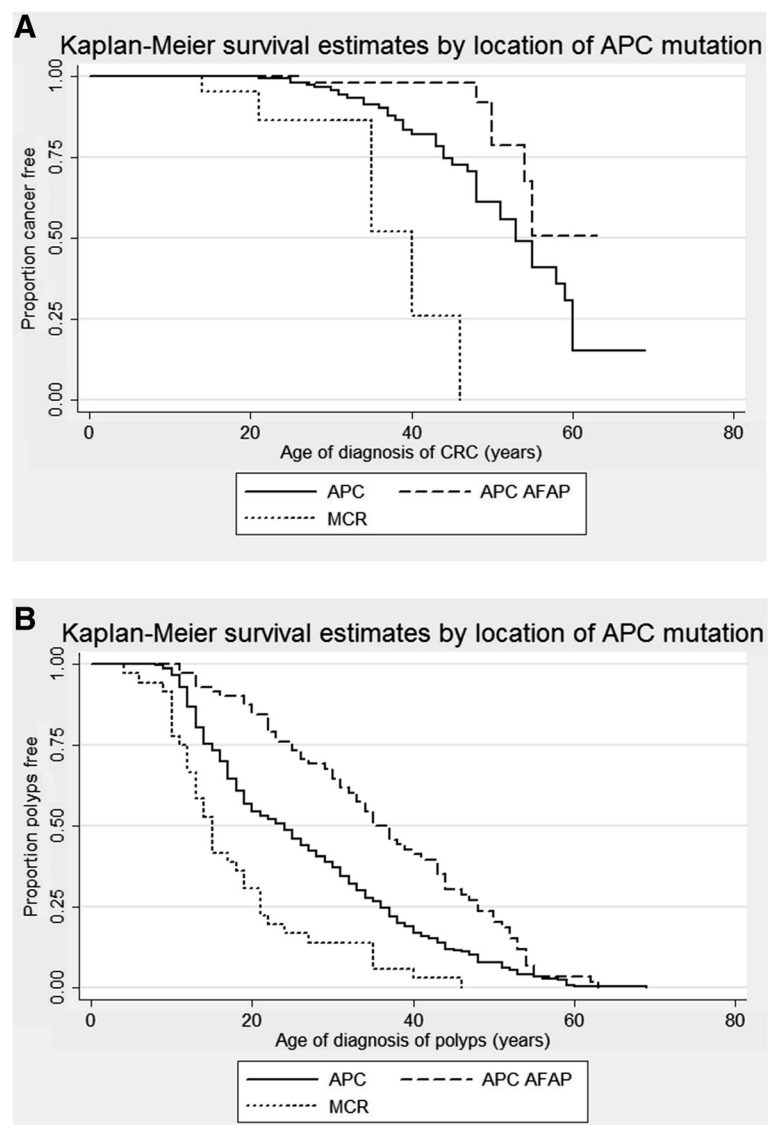 A
Kaplan-Meier survival estimates by location of APC mutation
Proportion cancer free
1.00
0.75
0.50
0.25
0.00
0 20 40 60 80
Age of diagnosis of CRC (years)
APC APC AFAP
MCR
B
Kaplan-Meier survival estimates by location of APC mutation
Proportion polyps free
1.00
0.75
0.50
0.25
0.00
0 20 40 60 80
Age of diagnosis of polyps (years)
APC APC AFAP
MCR